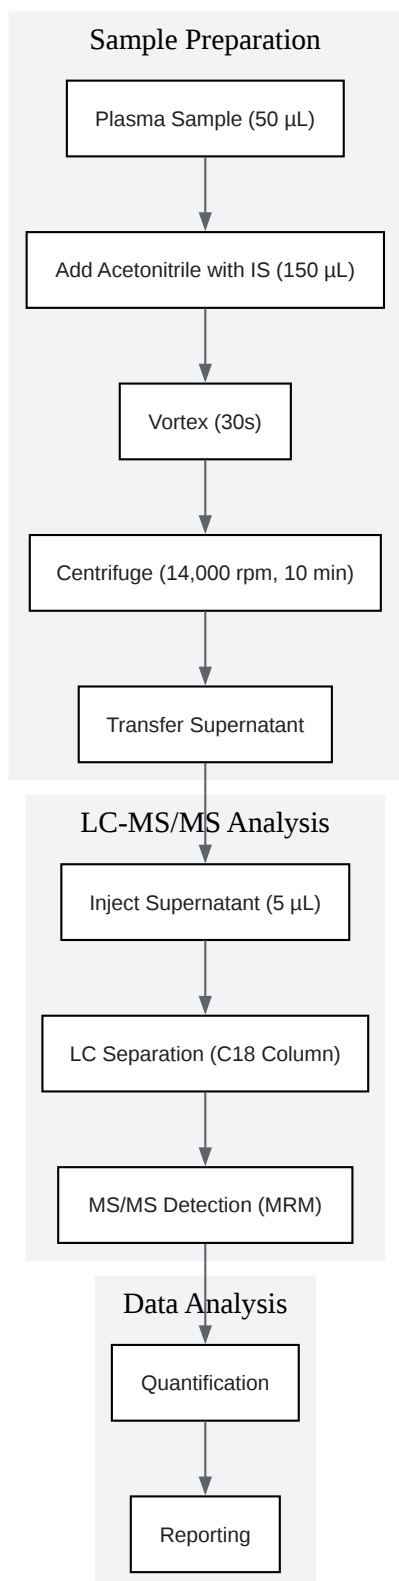 Sample Preparation
Plasma Sample (50 µL)
Add Acetonitrile with IS (150 µL)
Vortex (30s)
Centrifuge (14,000 rpm, 10 min)
Transfer Supernatant
LC-MS/MS Analysis
Inject Supernatant (5 µL)
LC Separation (C18 Column)
MS/MS Detection (MRM)
Data Analysis
Quantification
Reporting